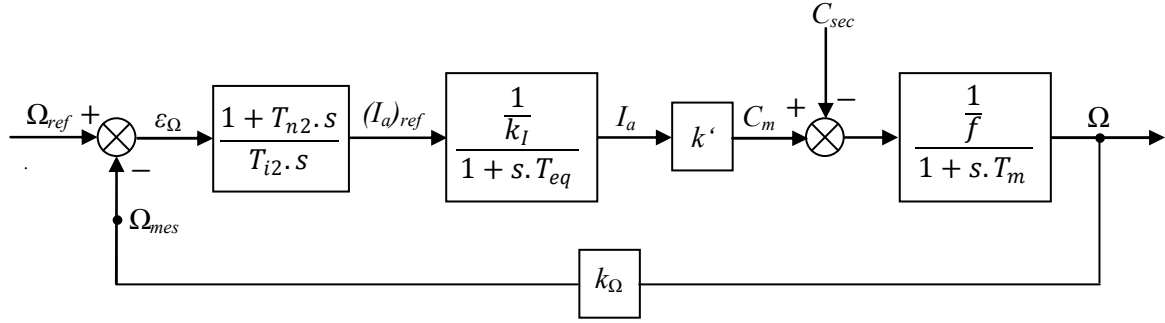 C_sec
Ω_ref + ε_Ω (1 + T_n2. s)/(T_i2. s) (I_a)_ref (1/k_I)/(1 + s. T_eq) I_a k‘ C_m + − (1/f)/(1 + s. T_m) Ω
−
Ω_mes
k_Ω